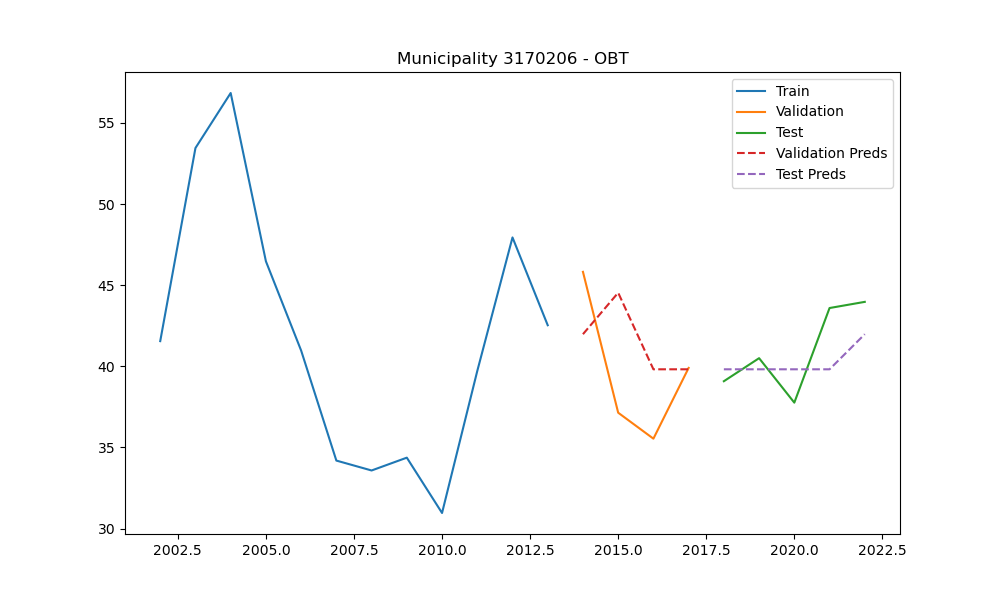 Municipality 3170206 - OBT
Train
Validation
Test
Validation Preds
Test Preds
55
50
45
40
35
30
2002.5 2005.0 2007.5 2010.0 2012.5 2015.0 2017.5 2020.0 2022.5